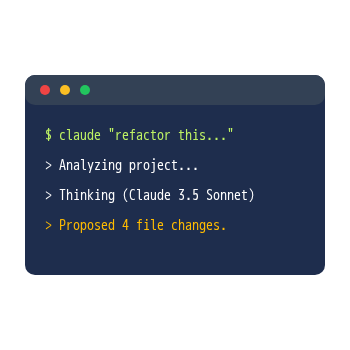 $ claude "refactor this..."
> Analyzing project...
> Thinking (Claude 3.5 Sonnet)
> Proposed 4 file changes.